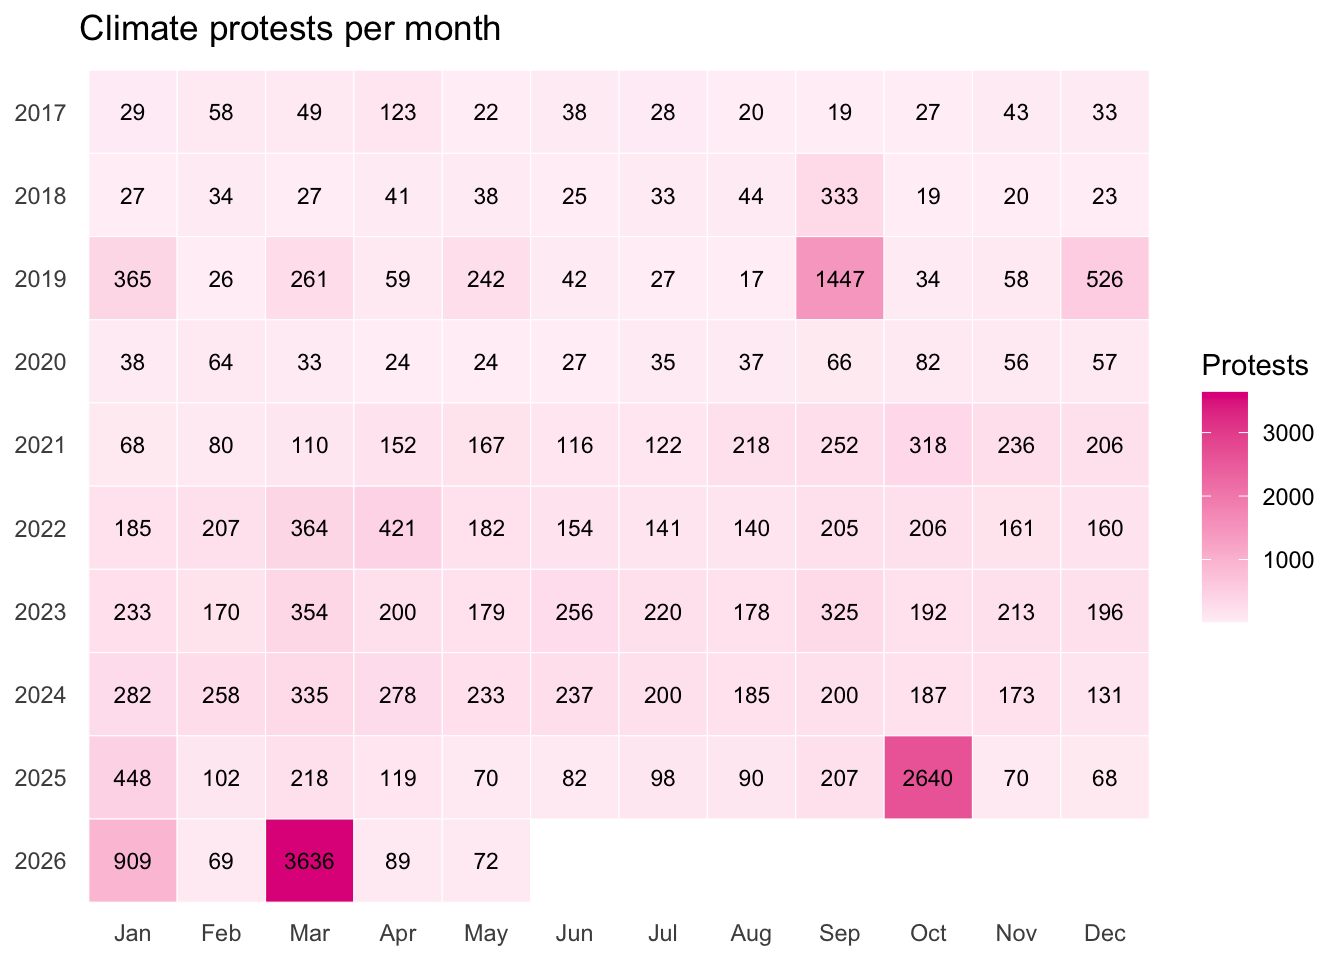 Climate protests per month
2017 29 58 49 123 22 38 28 20 19 27 43 33
2018 27 34 27 41 38 25 33 44 333 19 20 23
2019 365 26 261 59 242 42 27 17 1447 34 58 526
2020 38 64 33 24 24 27 35 37 66 82 56 57
2021 68 80 110 152 167 116 122 218 252 318 236 206
2022 185 207 364 421 182 154 141 140 205 206 161 160
2023 233 170 354 200 179 256 220 178 325 192 213 196
2024 282 258 335 278 233 237 200 185 200 187 173 131
2025 448 102 218 119 70 82 98 90 207 2640 70 68
2026 909 69 3636 89 72
Jan Feb Mar Apr May Jun Jul Aug Sep Oct Nov Dec
Protests
3000
2000
1000